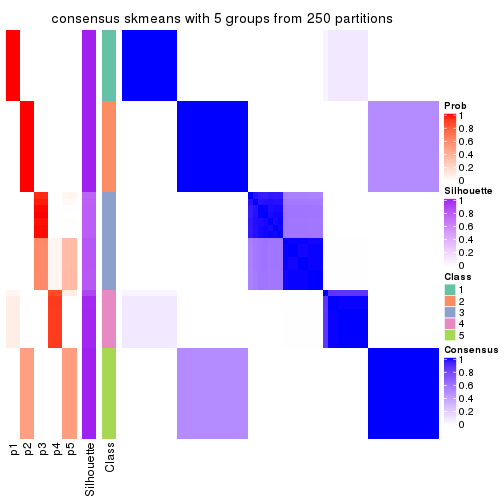 consensus skmeans with 5 groups from 250 partitions
Prob
1
0.8
0.6
0.4
0.2
0
Silhouette
1
0.8
0.6
0.4
0.2
0
Class
1
2
3
4
5
Consensus
1
0.8
0.6
0.4
0.2
0
p1
p2
p3
p4
p5
Silhouette
Class